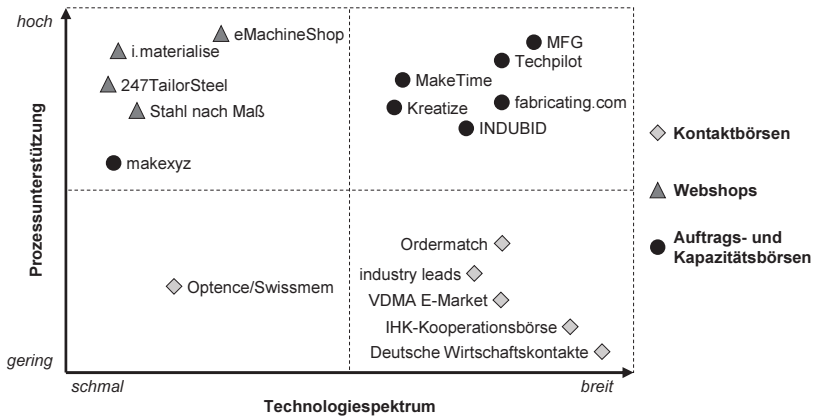 hoch
eMachineShop
i.materialise
247TailorSteel
Stahl nach Maß
makexyz
MFG
Techpilot
MakeTime
Kreatize
fabricating.com
INDUBID
Prozessunterstützung
Kontaktbörsen
Webshops
Auftrags- und
Kapazitätsbörsen
Ordermatch
industry leads
Optence/Swissmem
VDMA E-Market
IHK-Kooperationsbörse
Deutsche Wirtschaftskontakte
gering
schmal
breit
Technologiespektrum